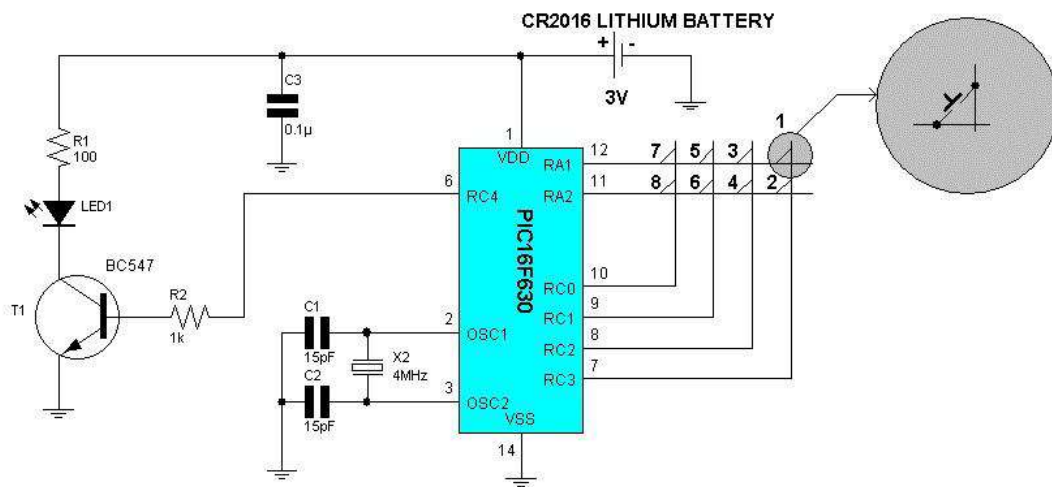 CR2016 LITHIUM BATTERY
+ -
3V
C3
0.1µ
R1
100
LED1
BC547
T1
R2
1k
C1
15pF
C2
15pF
X2
4MHz
1
VDD
6
RC4
PIC16F630
2
OSC1
3
OSC2
VSS
14
RA1
12
RA2
11
10
RC0
9
RC1
8
RC2
7
RC3
7 5 3 1
8 6 4 2